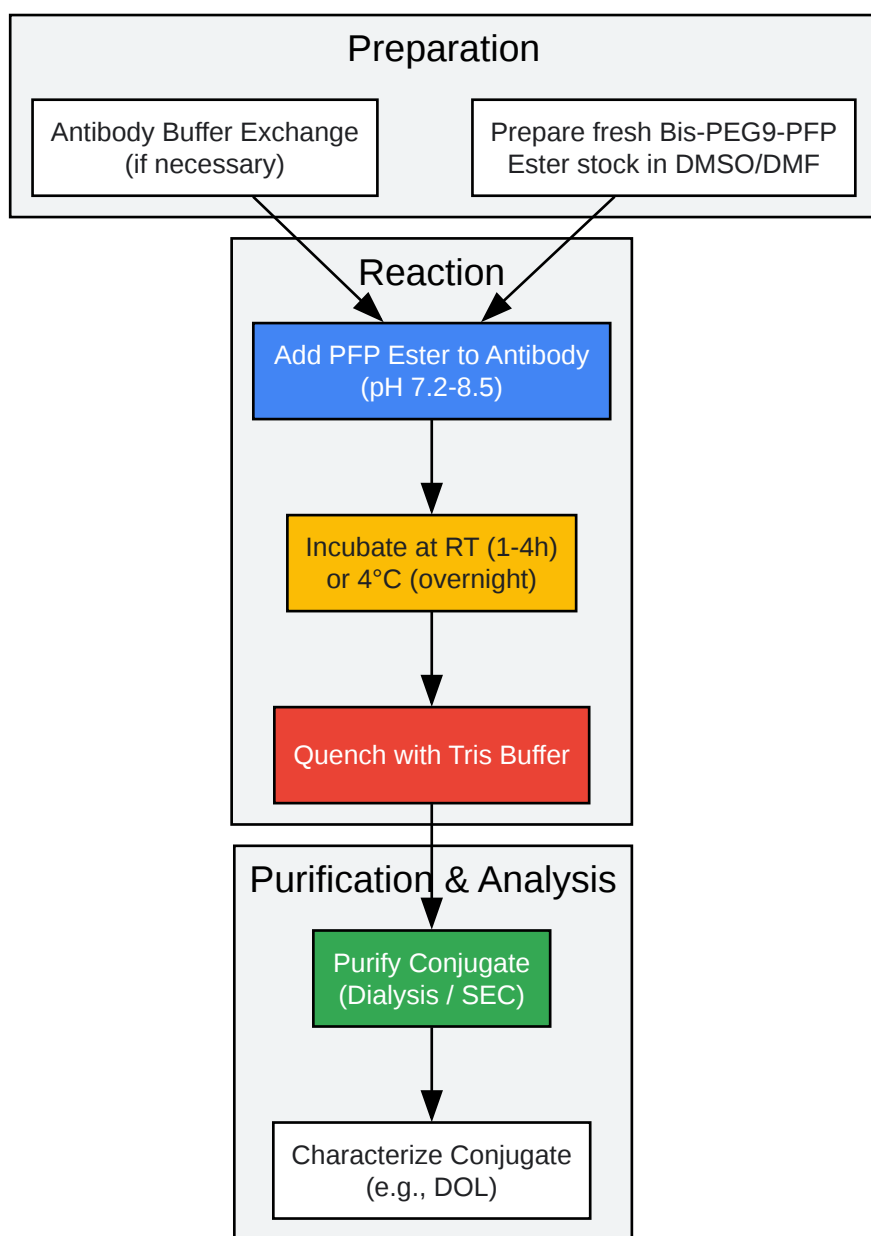 Preparation
Antibody Buffer Exchange
(if necessary)
Prepare fresh Bis-PEG9-PFP
Ester stock in DMSO/DMF
Reaction
Add PFP Ester to Antibody
(pH 7.2-8.5)
Incubate at RT (1-4h)
or 4°C (overnight)
Quench with Tris Buffer
Purification & Analysis
Purify Conjugate
(Dialysis / SEC)
Characterize Conjugate
(e.g., DOL)